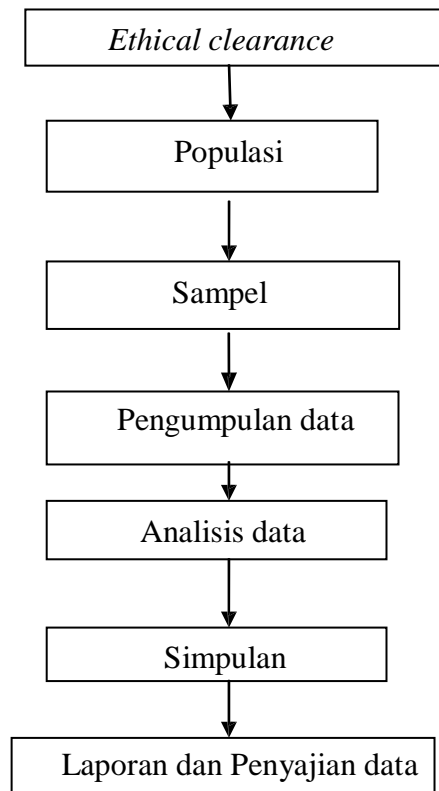 Ethical clearance
Populasi
Sampel
Pengumpulan data
Analisis data
Simpulan
Laporan dan Penyajian data